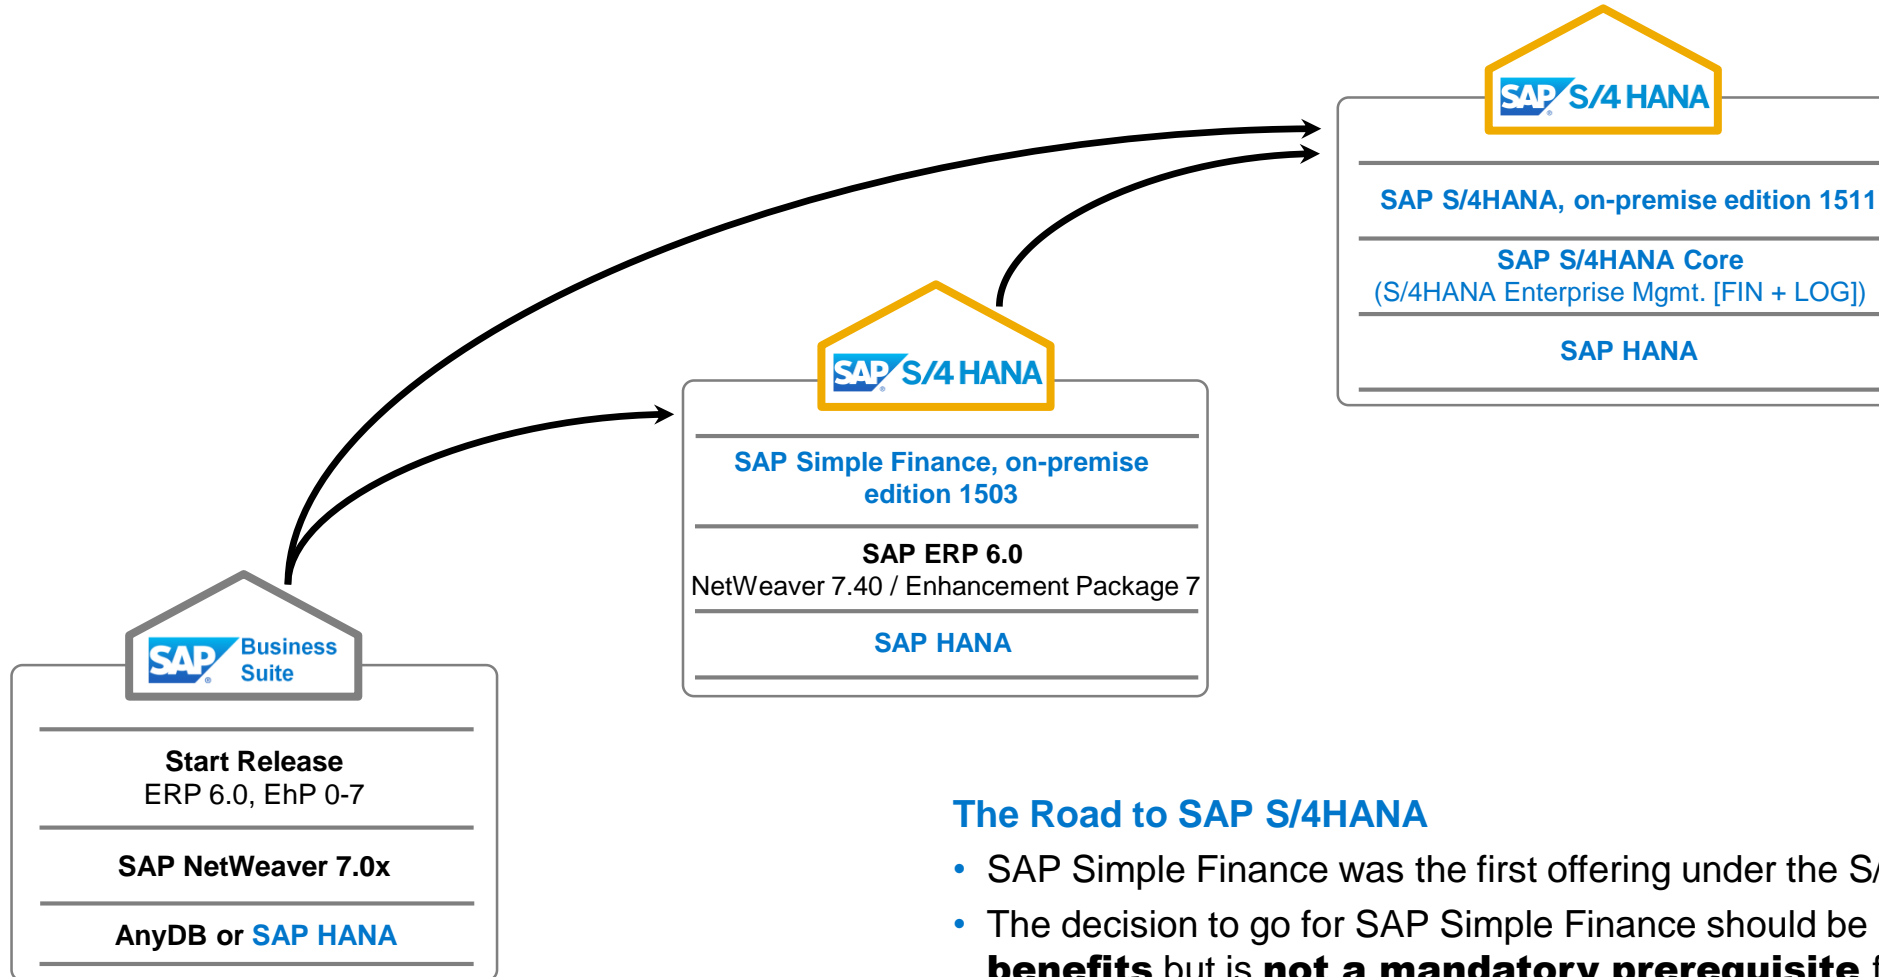 SAP S/4 HANA
SAP S/4HANA, on-premise edition 1511
SAP S/4HANA Core
(S/4HANA Enterprise Mgmt. [FIN + LOG])
SAP HANA
SAP S/4 HANA
SAP Simple Finance, on-premise
edition 1503
SAP ERP 6.0
NetWeaver 7.40 / Enhancement Package 7
SAP HANA
SAP Business
Suite
Start Release
ERP 6.0, EhP 0-7
SAP NetWeaver 7.0x
AnyDB or SAP HANA
The Road to SAP S/4HANA
• SAP Simple Finance was the first offering under the
• The decision to go for SAP Simple Finance should be
benefits but is not a mandatory prerequisite